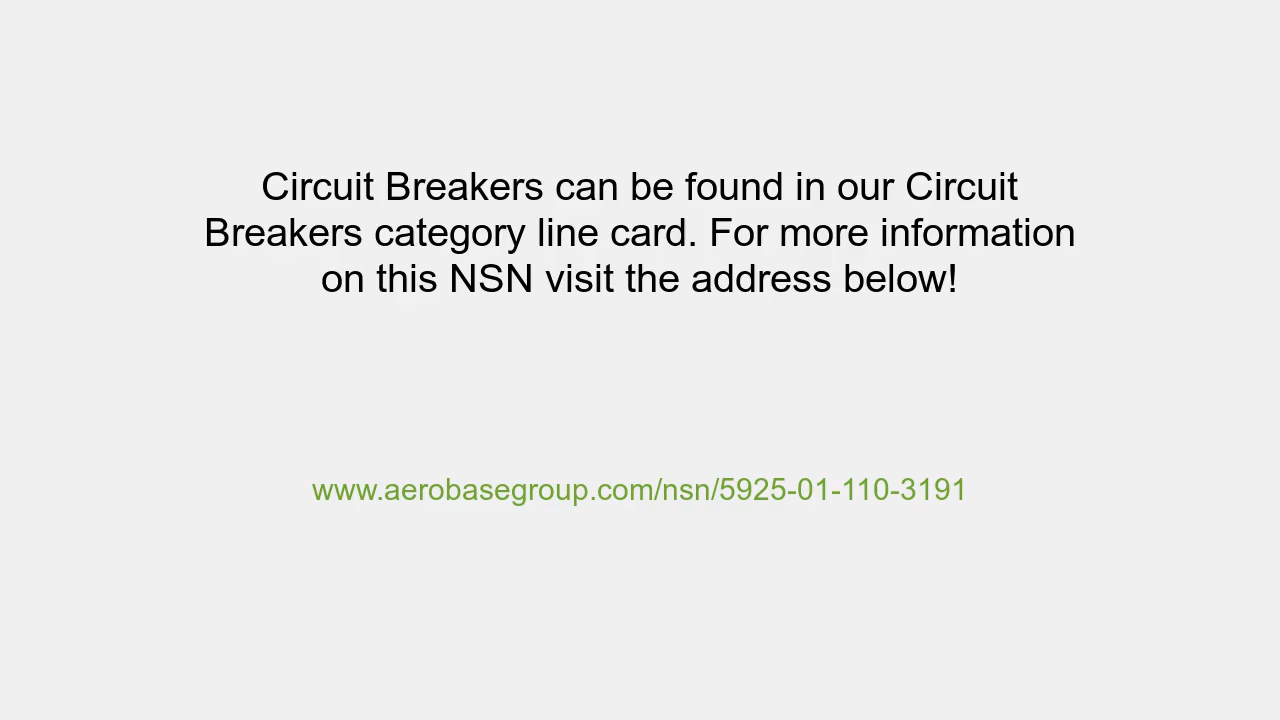 Circuit Breakers can be found in our Circuit
Breakers category line card. For more information
on this NSN visit the address below!
www.aerobasegroup.com/nsn/5925-01-110-3191